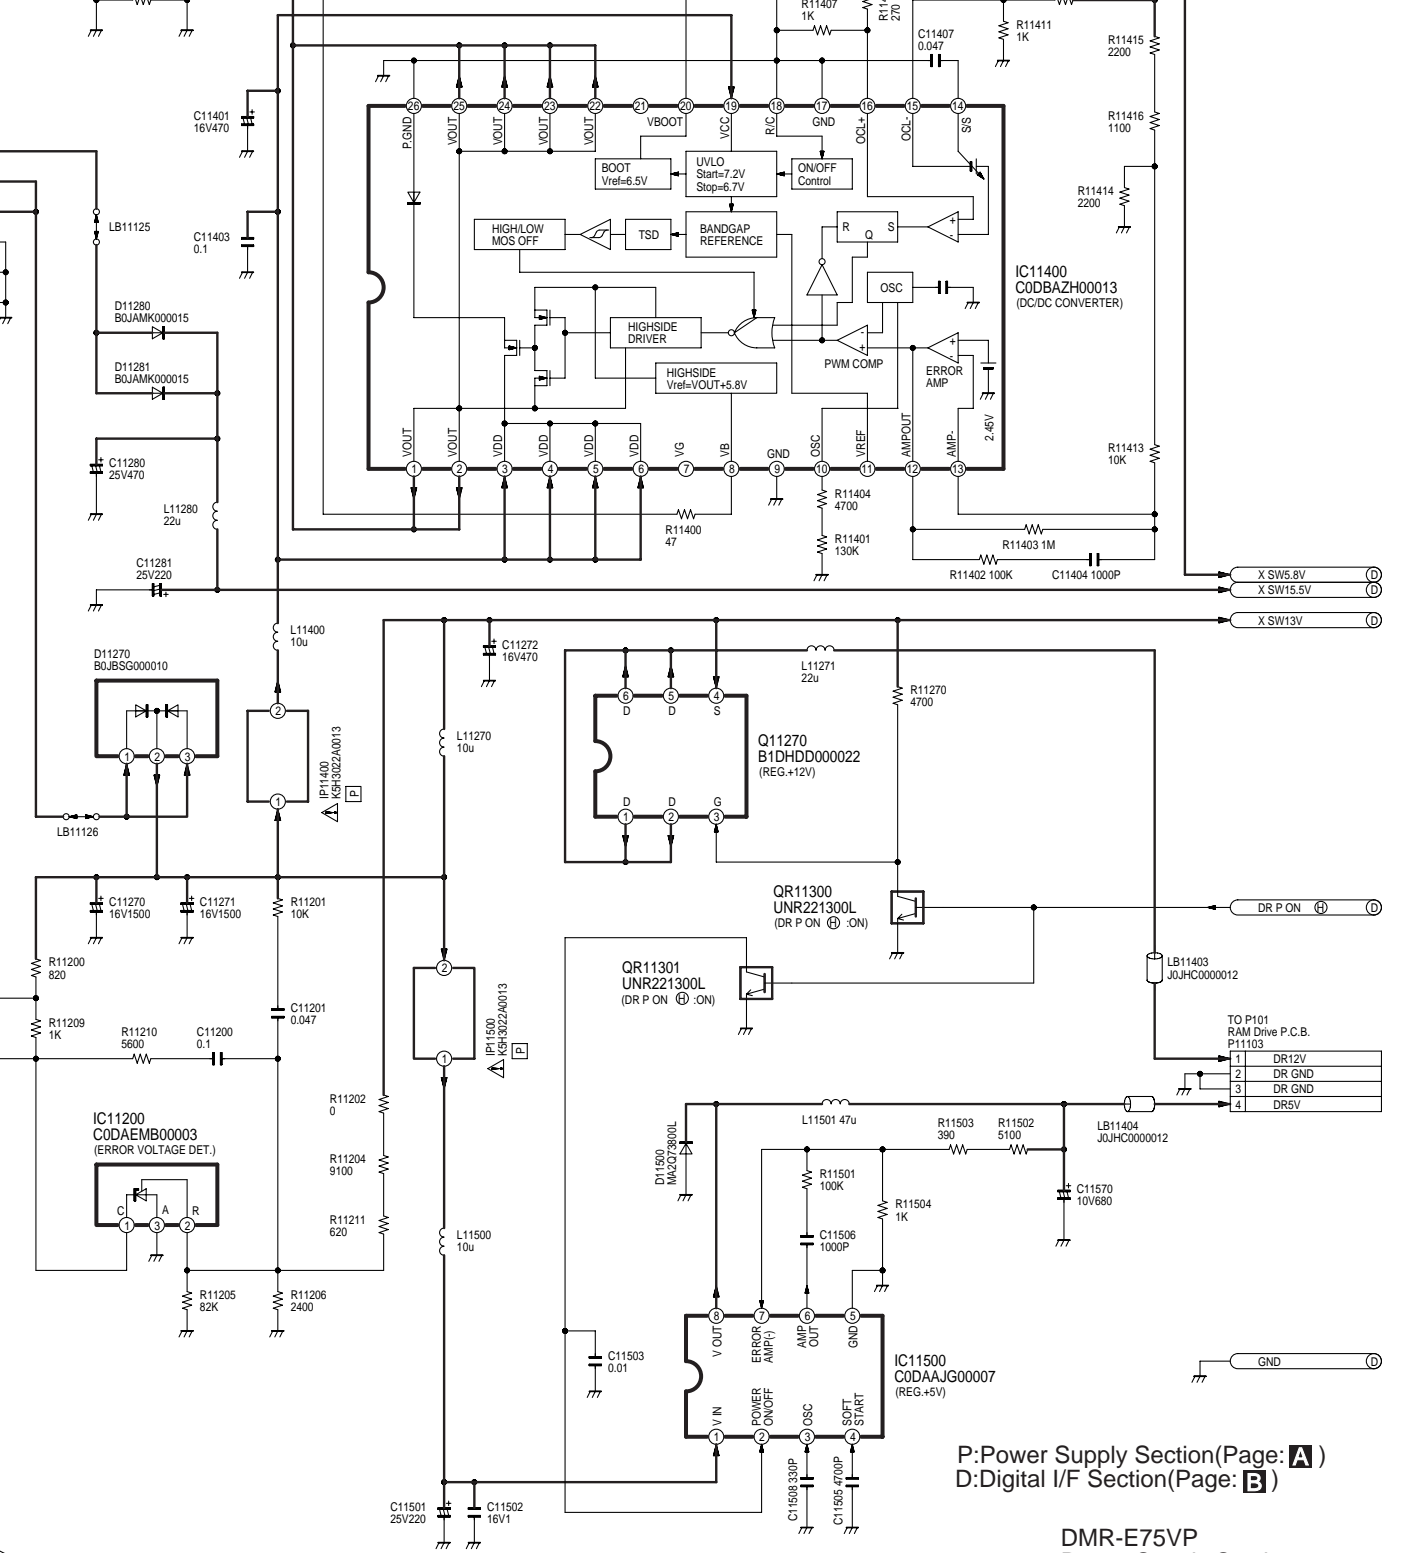 R11407
1K
270
C11407
0.047
R11411
1K
R11415
2200
C11401
16V470
R11416
1100
26 25 24 23 22 21 20 19 18 17 16 15 14
P.GND
VOUT
VOUT
VOUT
VOUT
VBOOT
VCC
R/C
GND
OCL+
OCL-
S/S
BOOT
Vref=6.5V
UVLO
Start=7.2V
Stop=6.7V
ON/OFF
Control
R11414
2200
LB11125
C11403
0.1
HIGH/LOW
MOS OFF
TSD
BANDGAP
REFERENCE
R S
Q
+
-
IC11400
C0DBAZH00013
(DC/DC CONVERTER)
OSC
D11280
B0JAMK000015
HIGHSIDE
DRIVER
-
+
+
-
PWM COMP
ERROR
AMP
D11281
B0JAMK000015
HIGHSIDE
Vref=VOUT+5.8V
2.45V
VOUT
VOUT
VDD
VDD
VDD
VDD
VG
VB
GND
OSC
VREF
AMPOUT
AMP-
1 2 3 4 5 6 7 8 9 10 11 12 13
R11413
10K
C11280
25V470
L11280
22u
R11404
4700
R11400
47
R11401
130K
R11403 1M
R11402 100K
C11404 1000P
C11281
25V220
+
X SW5.8V D
X SW15.5V D
X SW13V D
L11400
10u
C11272
16V470
D11270
B0JBSG000010
L11271
22u
6 5 4
D D S
R11270
4700
2
IP11400
K5H3022A0013
P
L11270
10u
Q11270
B1DHDD000022
(REG.+12V)
1 2 3
1
D D G
1 2 3
LB11126
C11270
16V1500
C11271
16V1500
R11201
10K
QR11300
UNR221300L
(DR P ON H :ON)
DR P ON H D
R11200
820
2
QR11301
UNR221300L
(DR P ON H :ON)
LB11403
J0JHC0000012
R11209
1K
R11210
5600
C11200
0.1
C11201
0.047
IP11500
K5H3022A0013
P
1
TO P101
RAM Drive P.C.B.
P11103
1 DR12V
2 DR GND
3 DR GND
4 DR5V
R11202
0
IC11200
C0DAEMB00003
(ERROR VOLTAGE DET.)
L11501 47u
R11503
390
R11502
5100
LB11404
J0JHC0000012
D11500
MA2Q73800L
R11204
9100
R11501
100K
R11504
1K
C11570
10V680
C A R
1 3 2
R11211
620
L11500
10u
C11506
1000P
R11205
82K
R11206
2400
8 7 6 5
V OUT
ERROR
AMP(-)
AMP
OUT
GND
C11503
0.01
IC11500
C0DAAJG00007
(REG.+5V)
GND D
V IN
POWER
ON/OFF
OSC
SOFT
START
1 2 3 4
C11501
25V220
C11502
16V1
C11508 330P
C11505 4700P
P:Power Supply Section(Page: A )
D:Digital I/F Section(Page: B )
DMR-E75VP